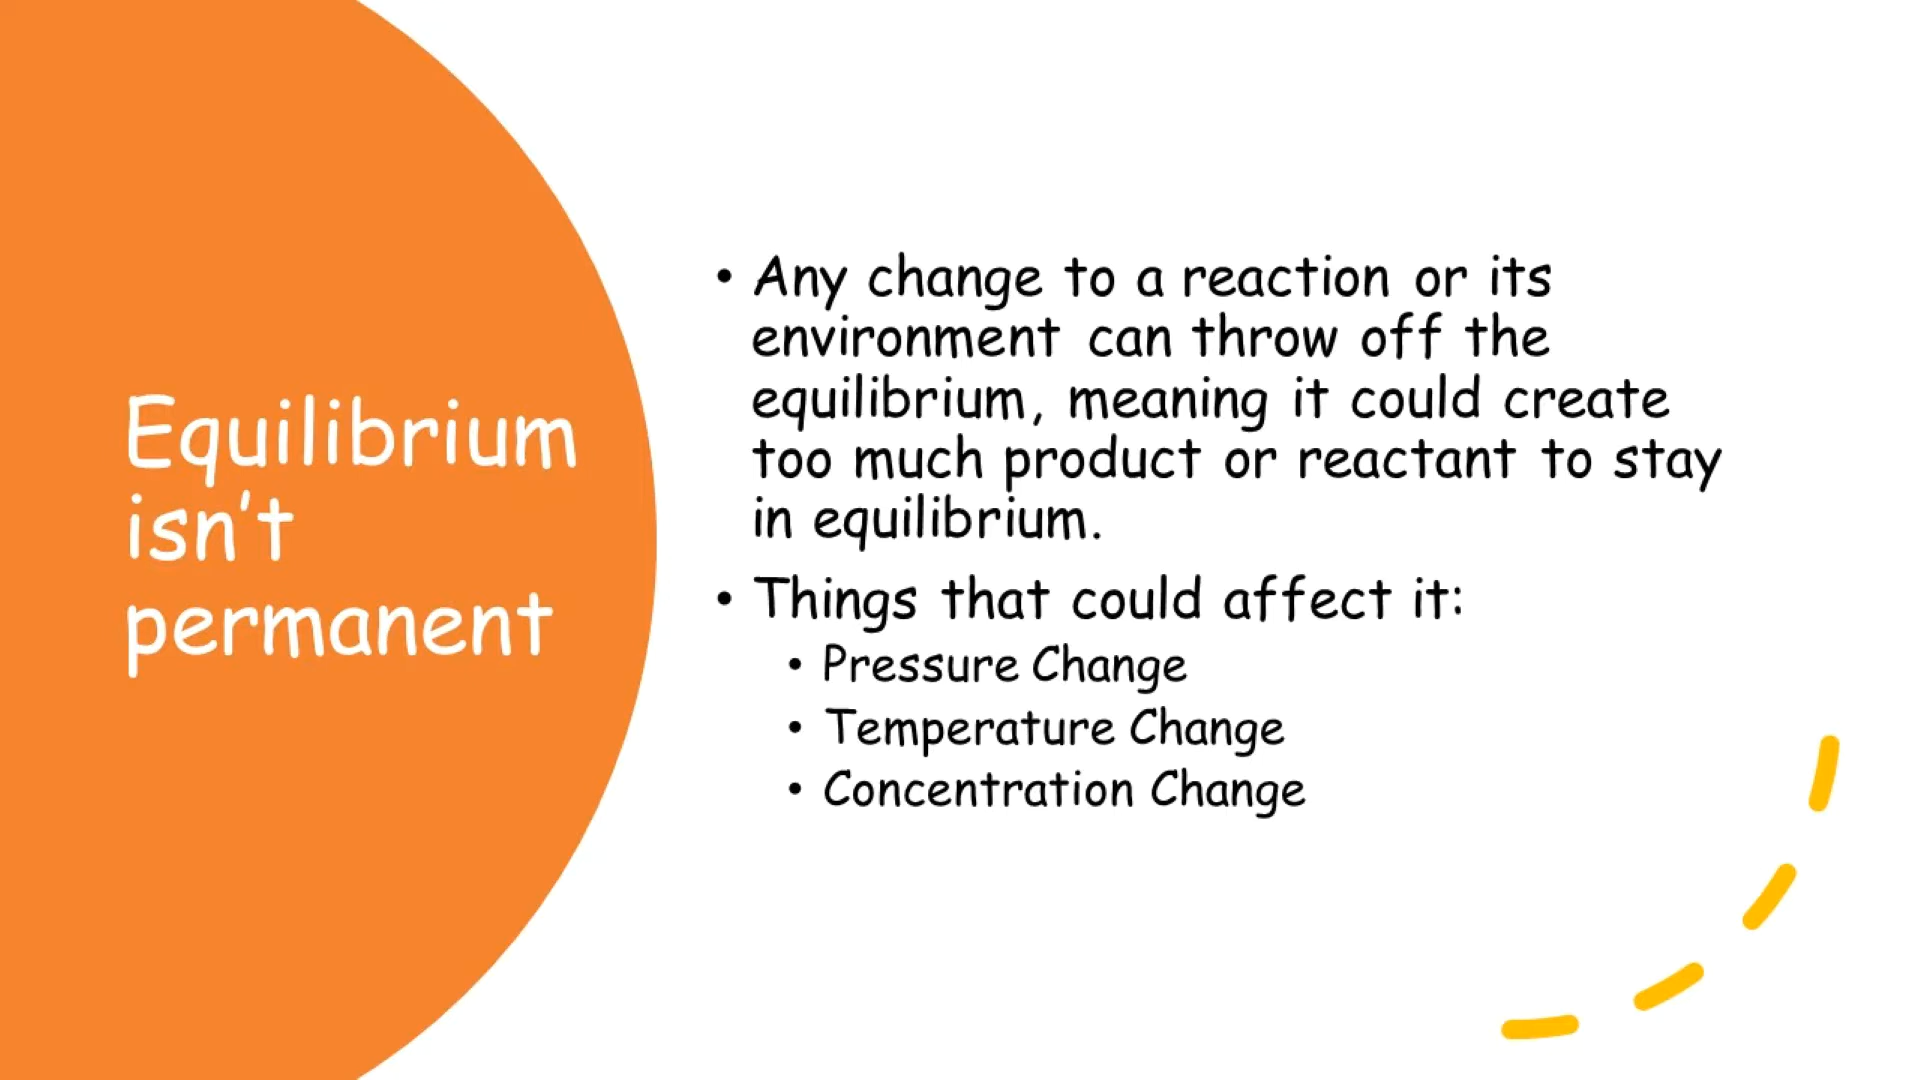 Equilibrium
isn’t
permanent
• Any change to a reaction or its
environment can throw off the
equilibrium, meaning it could create
too much product or reactant to stay
in equilibrium.
• Things that could affect it:
• Pressure Change
• Temperature Change
• Concentration Change